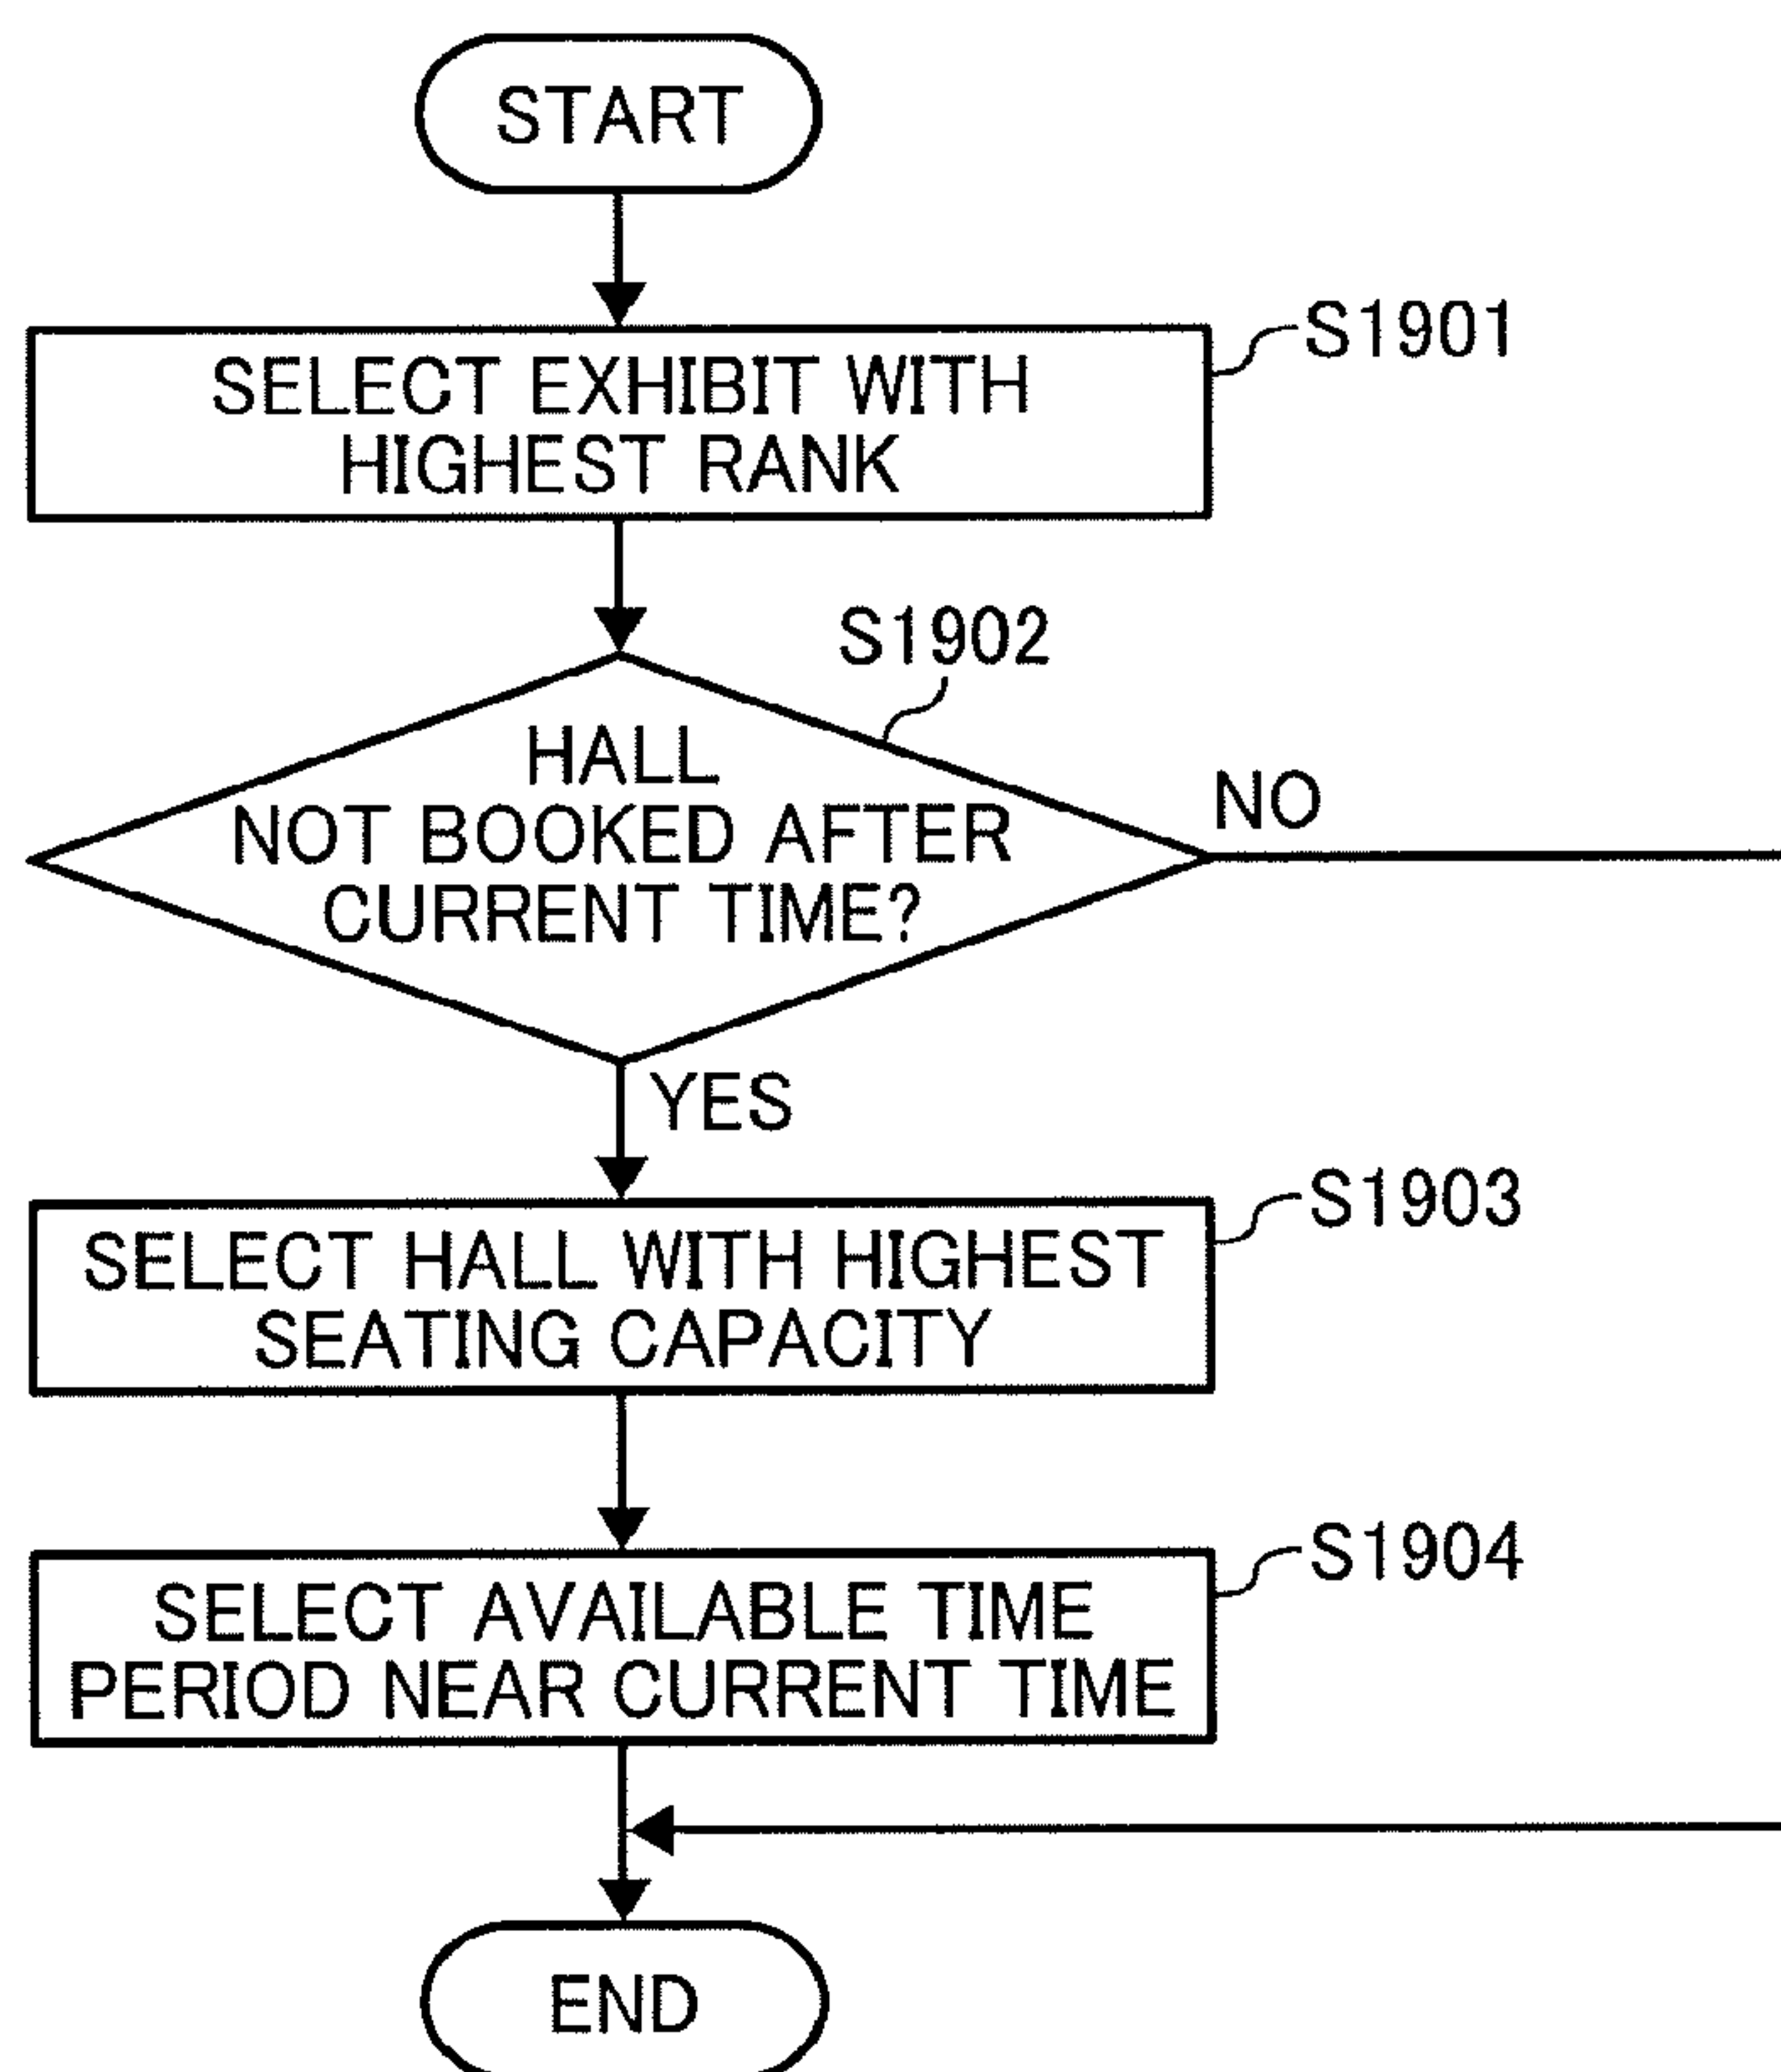 START
S1901
SELECT EXHIBIT WITH
HIGHEST RANK
S1902
HALL
NOT BOOKED AFTER
CURRENT TIME?
NO
YES
S1903
SELECT HALL WITH HIGHEST
SEATING CAPACITY
S1904
SELECT AVAILABLE TIME
PERIOD NEAR CURRENT TIME
END